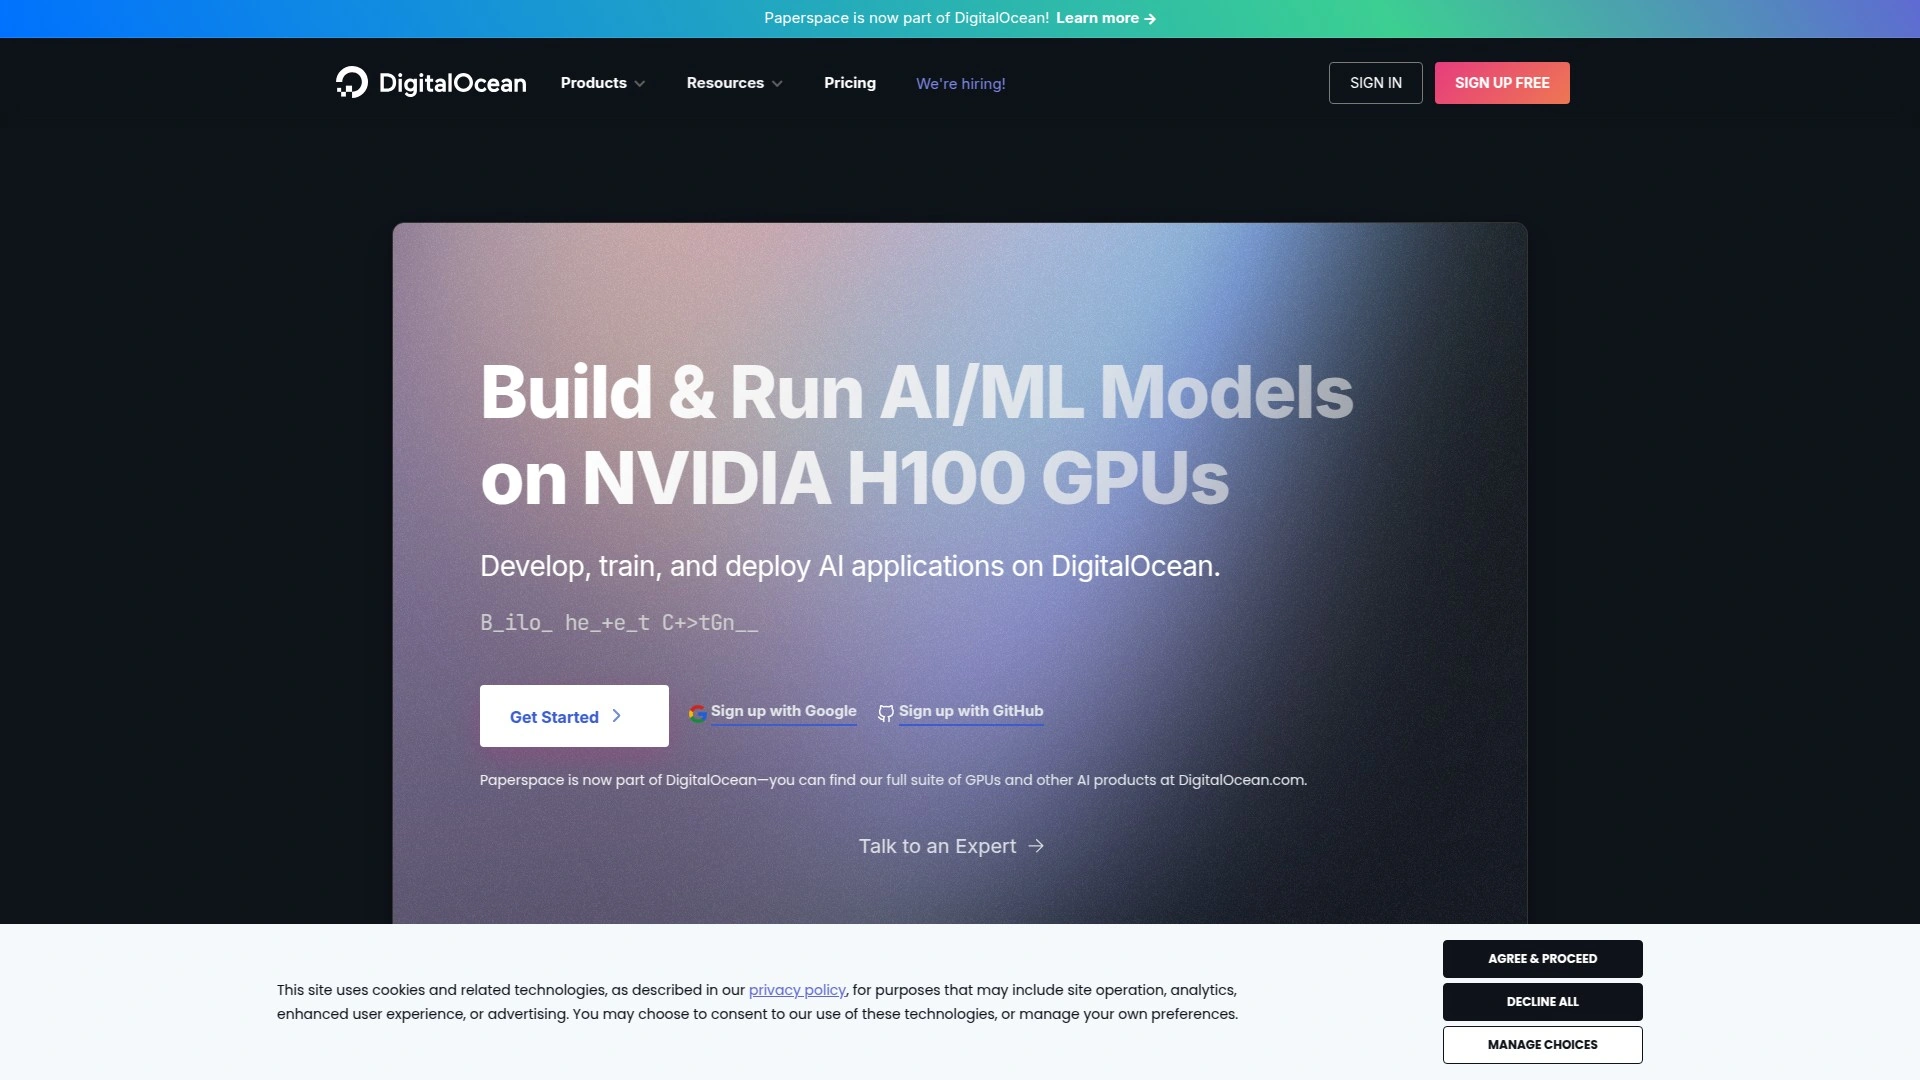 Paperspace is now part of DigitalOcean! Learn more →
DigitalOcean
Products
Resources
Pricing
We're hiring!
SIGN IN
SIGN UP FREE
Build & Run AI/ML Models
on NVIDIA H100 GPUs
Develop, train, and deploy AI applications on DigitalOcean.
B_ilo_ he_+e_t C+>tGn__
Get Started
Sign up with Google
Sign up with GitHub
Paperspace is now part of DigitalOcean—you can find our full suite of GPUs and other AI products at DigitalOcean.com.
Talk to an Expert →
This site uses cookies and related technologies, as described in our privacy policy, for purposes that may include site operation, analytics,
enhanced user experience, or advertising. You may choose to consent to our use of these technologies, or manage your own preferences.
AGREE & PROCEED
DECLINE ALL
MANAGE CHOICES